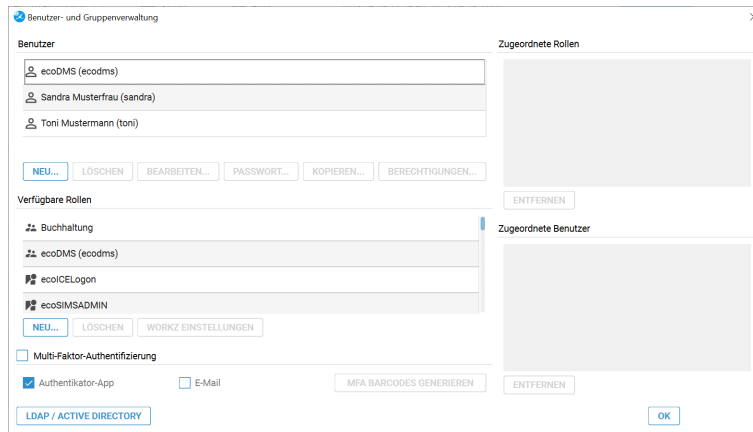 Benutzer- und Gruppenverwaltung
Benutzer
ecoDMS (ecodms)
Sandra Musterfrau (sandra)
Toni Mustermann (toni)
NEU... LÖSCHEN BEARBEITEN... PASSWORT... KOPIEREN... BERECHTIGUNGEN...
Verfügbare Rollen
Buchhaltung
ecoDMS (ecodms)
ecoICELogon
ecoSIMSADMIN
NEU... LÖSCHEN WORKZ EINSTELLUNGEN
Multi-Faktor-Authentifizierung
Authentikator-App E-Mail MFA BARCODES GENERIEREN
LDAP / ACTIVE DIRECTORY
Zugeordnete Rollen
ENTFERNEN
Zugeordnete Benutzer
ENTFERNEN
OK